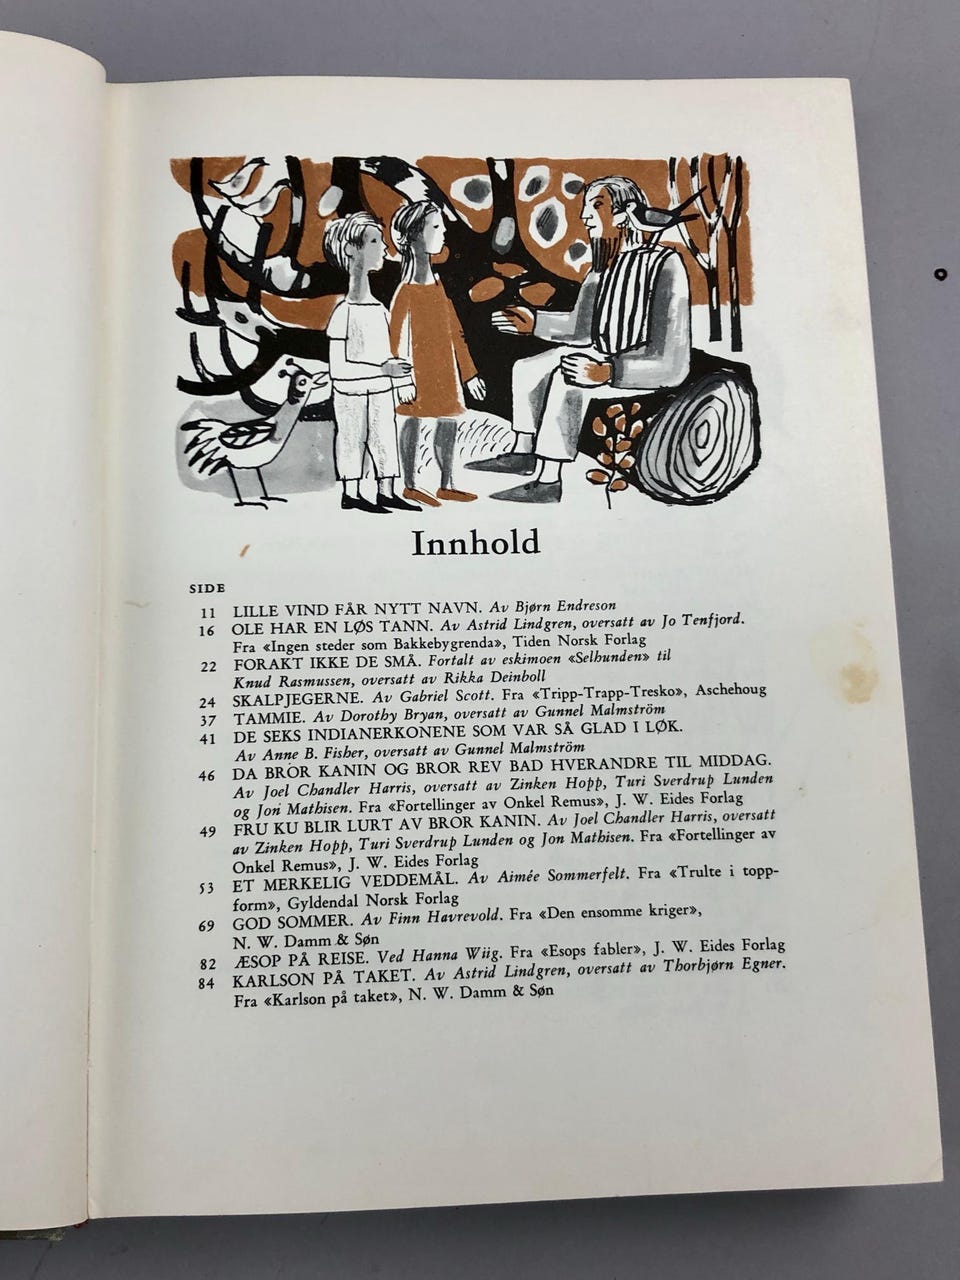 Innhold
SIDE
11 LILLE VIND FÅR NYTT NAVN. Av Bjørn Endreson
16 OLE HAR EN LØS TANN. Av Astrid Lindgren, oversatt av Jo Tenfjord.
Fra «Ingen steder som Bakkebygrenda», Tiden Norsk Forlag
22 FORAKT IKKE DE SMÅ. Fortalt av eskimoen «Selhunden» til
Knud Rasmussen, oversatt av Rikka Deinboll
24 SKALPJEGERNE. Av Gabriel Scott. Fra «Tripp-Trapp-Tresko», Aschehoug
37 TAMMIE. Av Dorothy Bryan, oversatt av Gunnel Malmström
41 DE SEKS INDIANERKONENE SOM VAR SÅ GLAD I LØK.
Av Anne B. Fisher, oversatt av Gunnel Malmström
46 DA BROR KANIN OG BROR REV BAD HVERANDRE TIL MIDDAG.
Av Joel Chandler Harris, oversatt av Zinken Hopp, Turi Sverdrup Lunden
og Jon Mathisen. Fra «Fortellinger av Onkel Remus», J. W. Eides Forlag
49 FRU KU BLIR LURT AV BROR KANIN. Av Joel Chandler Harris, oversatt
av Zinken Hopp, Turi Sverdrup Lunden og Jon Mathisen. Fra «Fortellinger av
Onkel Remus», J. W. Eides Forlag
53 ET MERKELIG VEDDEMÅL. Av Aimée Sommerfelt. Fra «Trulte i topp-
form», Gyldendal Norsk Forlag
69 GOD SOMMER. Av Finn Havrevold. Fra «Den ensomme kriger»,
N. W. Damm & Søn
82 ÆSOP PÅ REISE. Ved Hanna Wiig. Fra «Esops fabler», J. W. Eides Forlag
84 KARLSON PÅ TAKET. Av Astrid Lindgren, oversatt av Thorbjørn Egner.
Fra «Karlson på taket», N. W. Damm & Søn